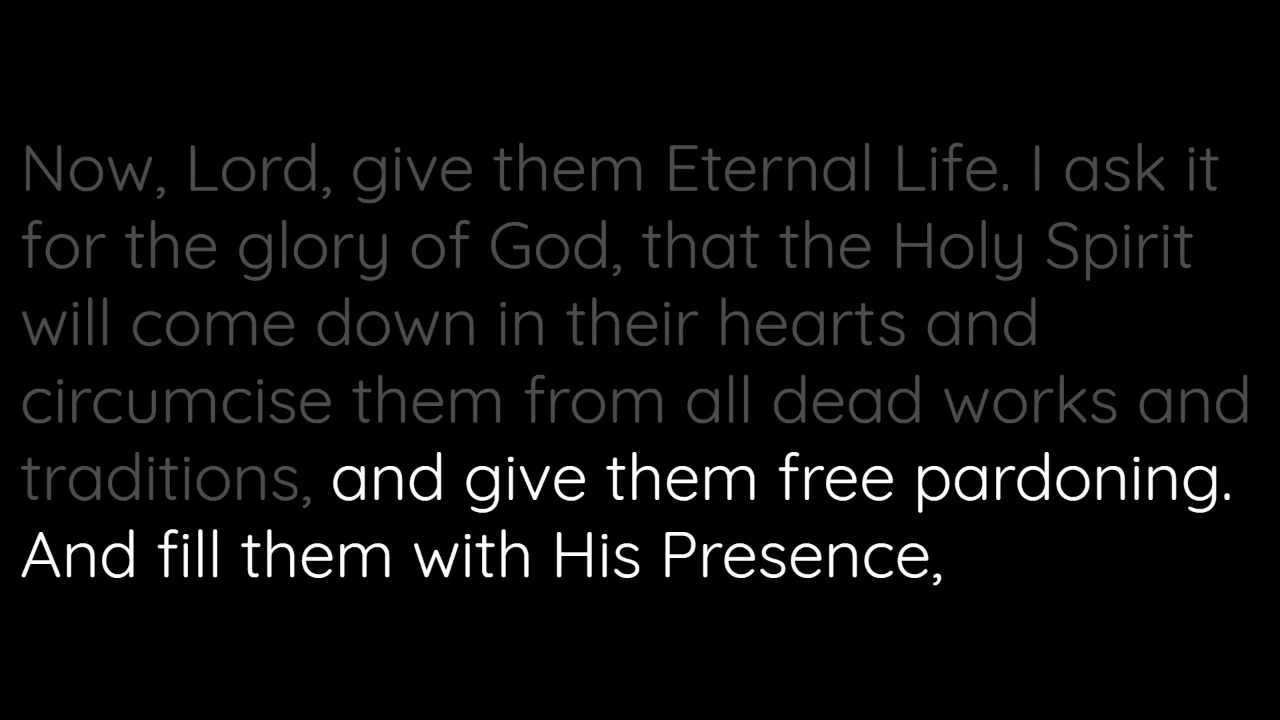 Now, Lord, give them Eternal Life. I ask it
for the glory of God, that the Holy Spirit
will come down in their hearts and
circumcise them from all dead works and
traditions, and give them free pardoning.
And fill them with His Presence,